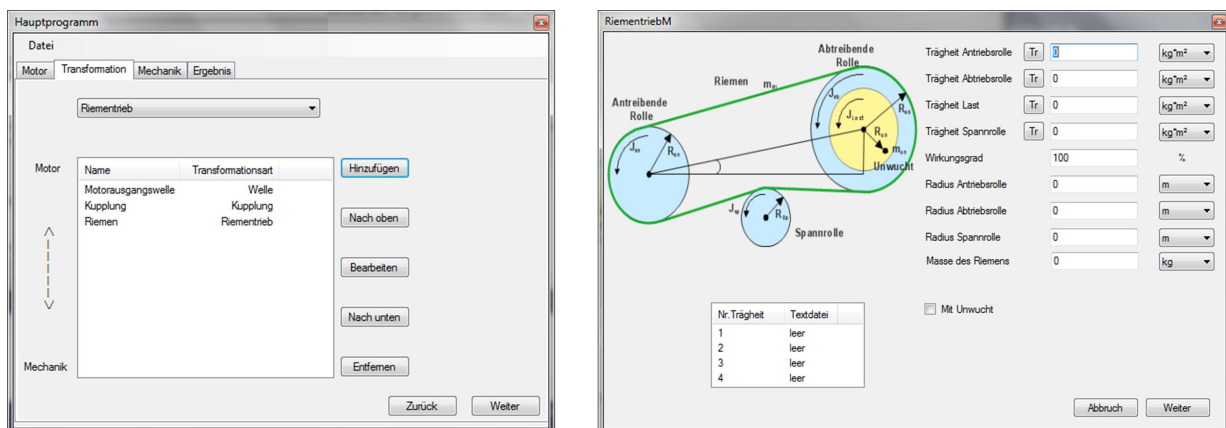 Hauptprogramm
Datei
Motor Transformation Mechanik Ergebnis
Riementrieb
Motor
Name Transformationsart
Motorausgangswelle Welle
Kupplung Kupplung
Riemen Riementrieb
Mechanik
Hinzufügen
Nach oben
Bearbeiten
Nach unten
Entfernen
Zurück Weiter
RiementriebM
Abtreibende
Rolle
Riemen
Antreibende
Rolle
Unwucht
Spannrolle
Trägheit Antriebsrolle Tr 0 kg*m²
Trägheit Abtriebsrolle Tr 0 kg*m²
Trägheit Last Tr 0 kg*m²
Trägheit Spannrolle Tr 0 kg*m²
Wirkungsgrad 100 %
Radius Antriebsrolle 0 m
Radius Abtriebsrolle 0 m
Radius Spannrolle 0 m
Masse des Riemens 0 kg
Mit Unwucht
Nr.Trägheit Textdatei
1 leer
2 leer
3 leer
4 leer
Abbruch Weiter